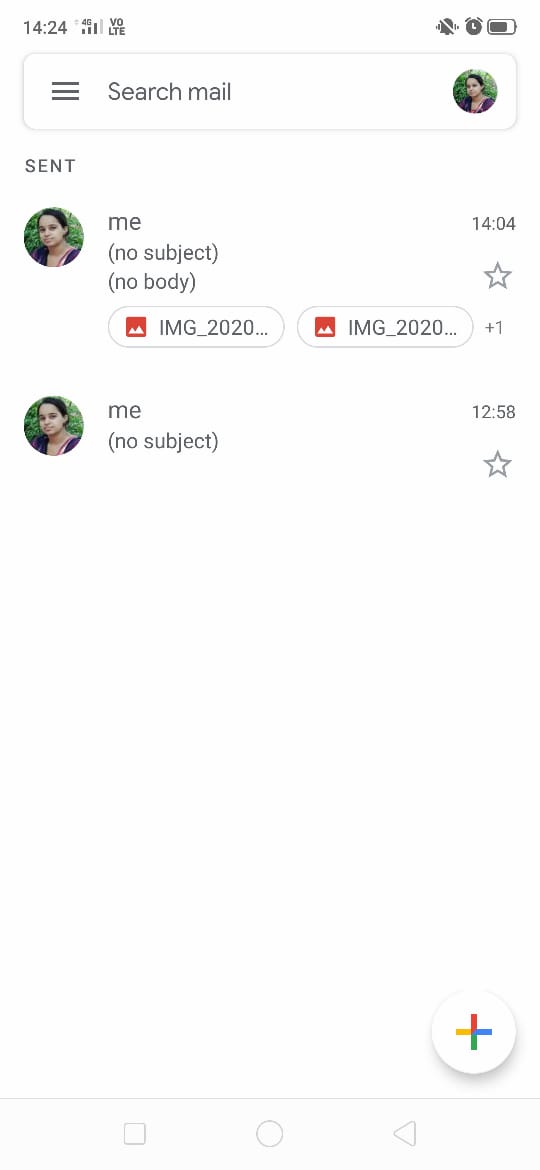 14:24 4G VO LTE
Search mail
SENT
me 14:04
(no subject)
(no body)
IMG_2020... IMG_2020... +1
me 12:58
(no subject)